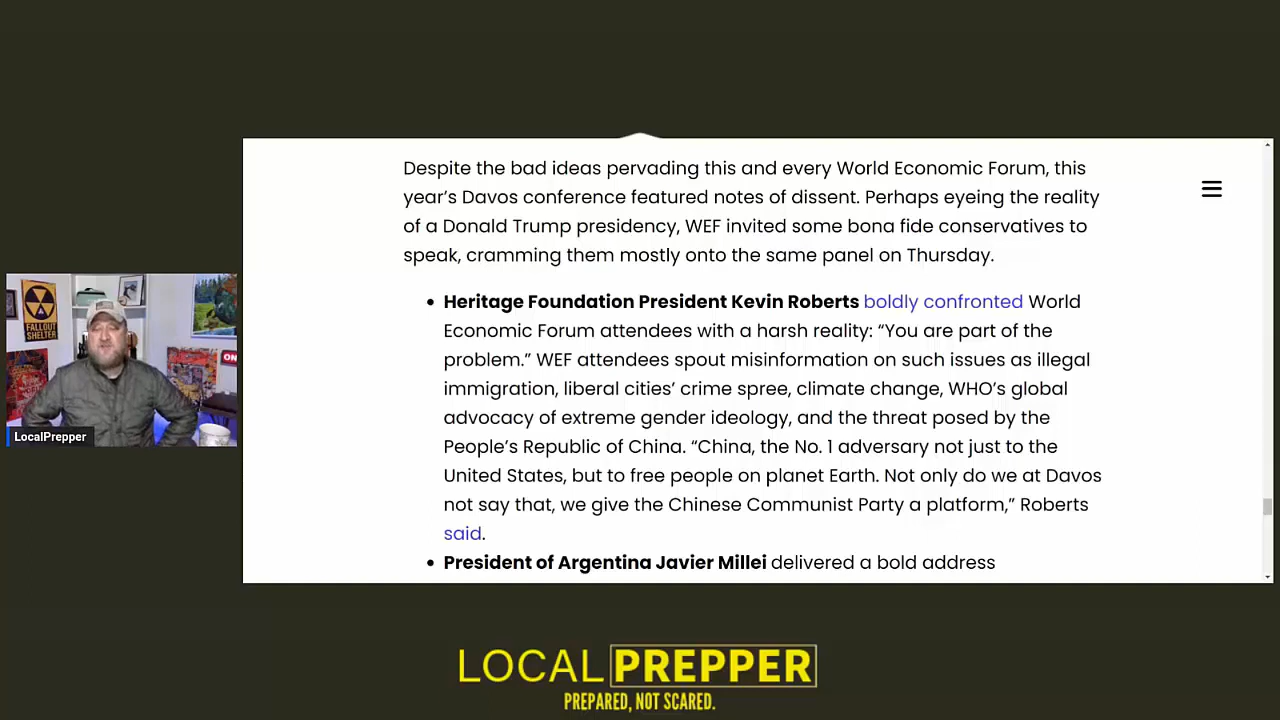 Despite the bad ideas pervading this and every World Economic Forum, this
year's Davos conference featured notes of dissent. Perhaps eyeing the reality
of a Donald Trump presidency, WEF invited some bona fide conservatives to
speak, cramming them mostly onto the same panel on Thursday.
• Heritage Foundation President Kevin Roberts boldly confronted World
Economic Forum attendees with a harsh reality: “You are part of the
problem.” WEF attendees spout misinformation on such issues as illegal
immigration, liberal cities’ crime spree, climate change, WHO’s global
advocacy of extreme gender ideology, and the threat posed by the
People’s Republic of China. “China, the No. 1 adversary not just to the
United States, but to free people on planet Earth. Not only do we at Davos
not say that, we give the Chinese Communist Party a platform,” Roberts
said.
• President of Argentina Javier Millei delivered a bold address
FALLOUT
SHELTER
ON
LocalPrepper
LOCAL PREPPER
PREPARED, NOT SCARED.